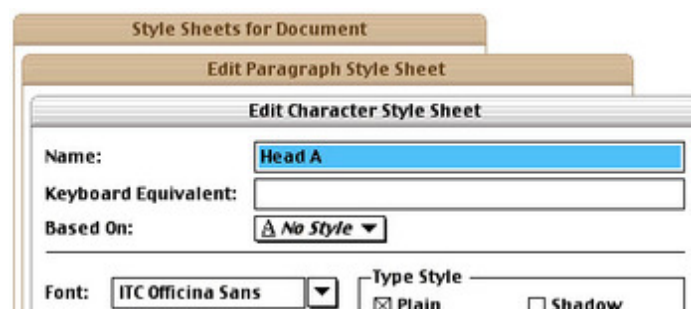 Style Sheets for Document
Edit Paragraph Style Sheet
Edit Character Style Sheet
Name: Head A
Keyboard Equivalent:
Based On: A No Style
Font: ITC Officina Sans
Type Style
Plain Shadow